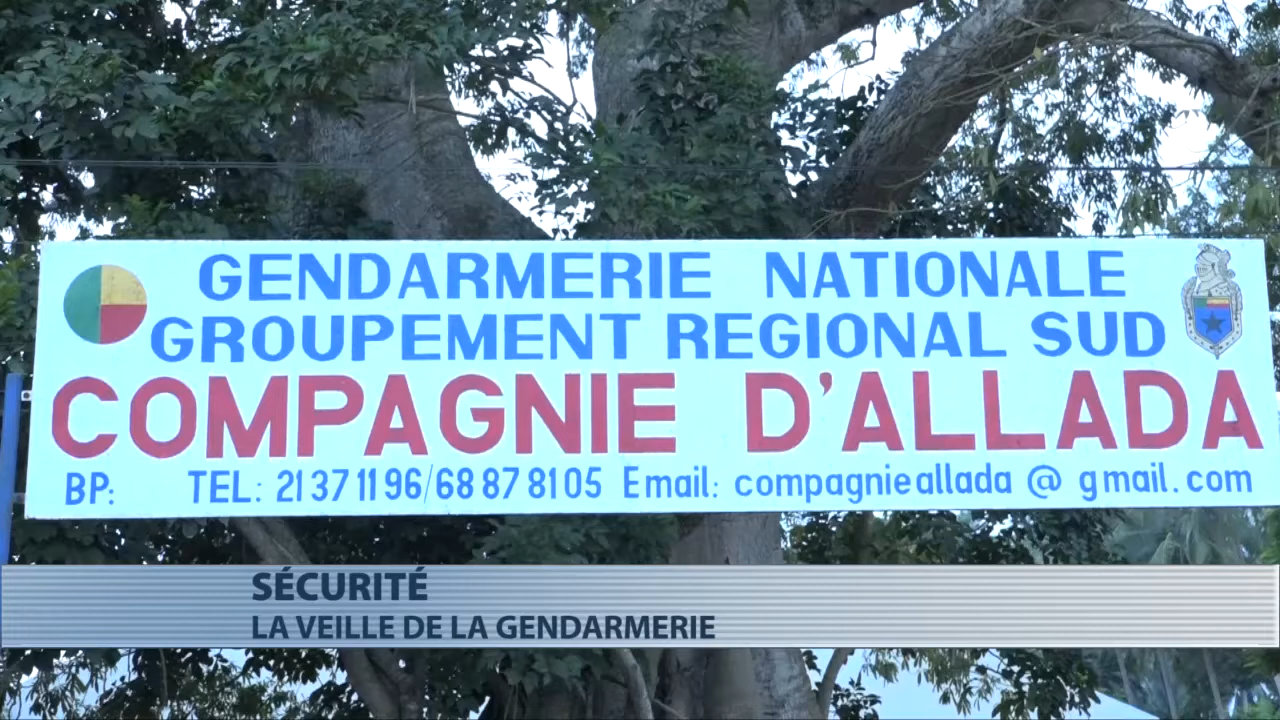 GENDARMERIE NATIONALE
GROUPEMENT REGIONAL SUD
COMPAGNIE D'ALLADA
BP: TEL: 21 37 11 96/68 87 81 05 Email: compagnieallada @ gmail.com
SÉCURITÉ
LA VEILLE DE LA GENDARMERIE